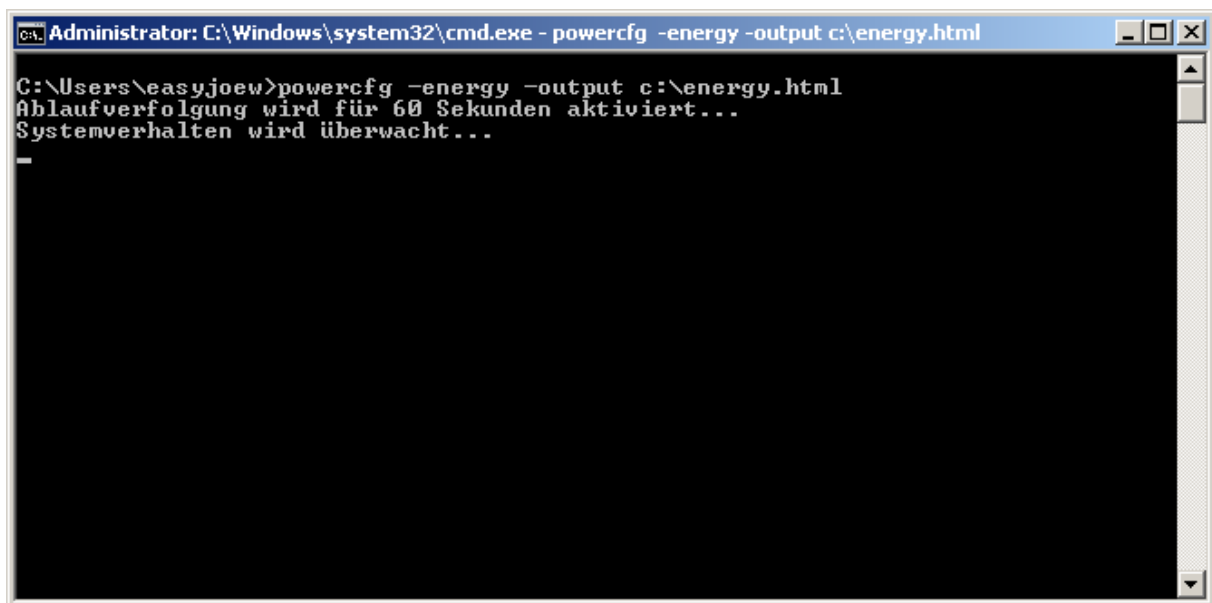 Administrator: C:\Windows\system32\cmd.exe - powercfg  -energy -output c:\energy.html
C:\Users\easyjoew>powercfg -energy -output c:\energy.html
Ablaufverfolgung wird für 60 Sekunden aktiviert...
Systemverhalten wird überwacht...